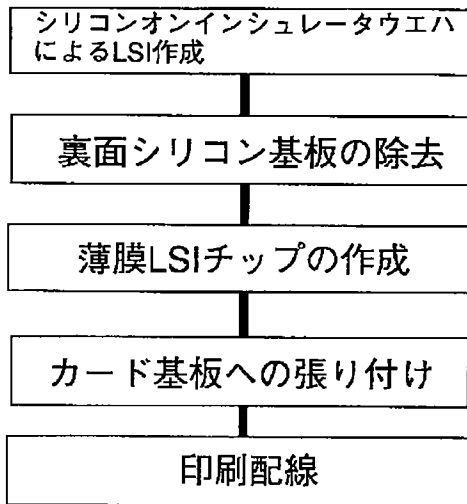 シリコンオンインシュレータウエハ
によるLSI作成
裏面シリコン基板の除去
薄膜LSIチップの作成
カード基板への張り付け
印刷配線